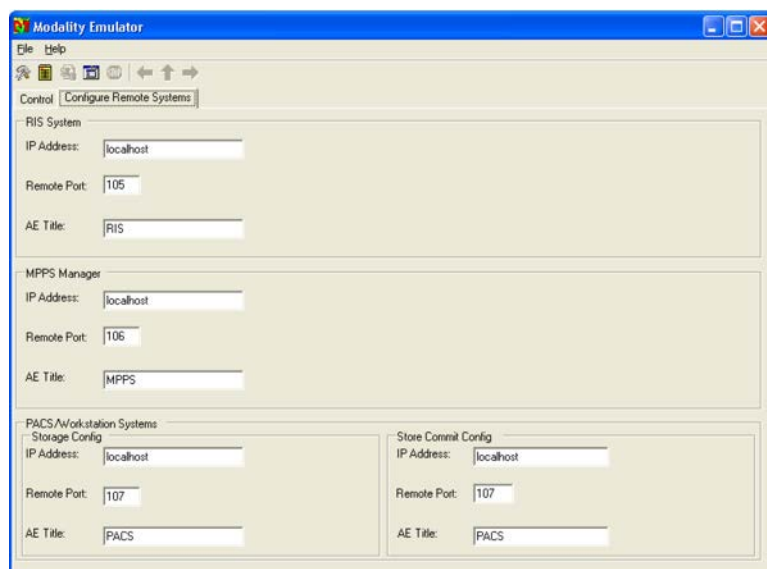 Modality Emulator
File Help
Control Configure Remote Systems
RIS System
IP Address: localhost
Remote Port: 105
AE Title: RIS
MPPS Manager
IP Address: localhost
Remote Port: 106
AE Title: MPPS
PACS/Workstation Systems
Storage Config
IP Address: localhost
Remote Port: 107
AE Title: PACS
Store Commit Config
IP Address: localhost
Remote Port: 107
AE Title: PACS